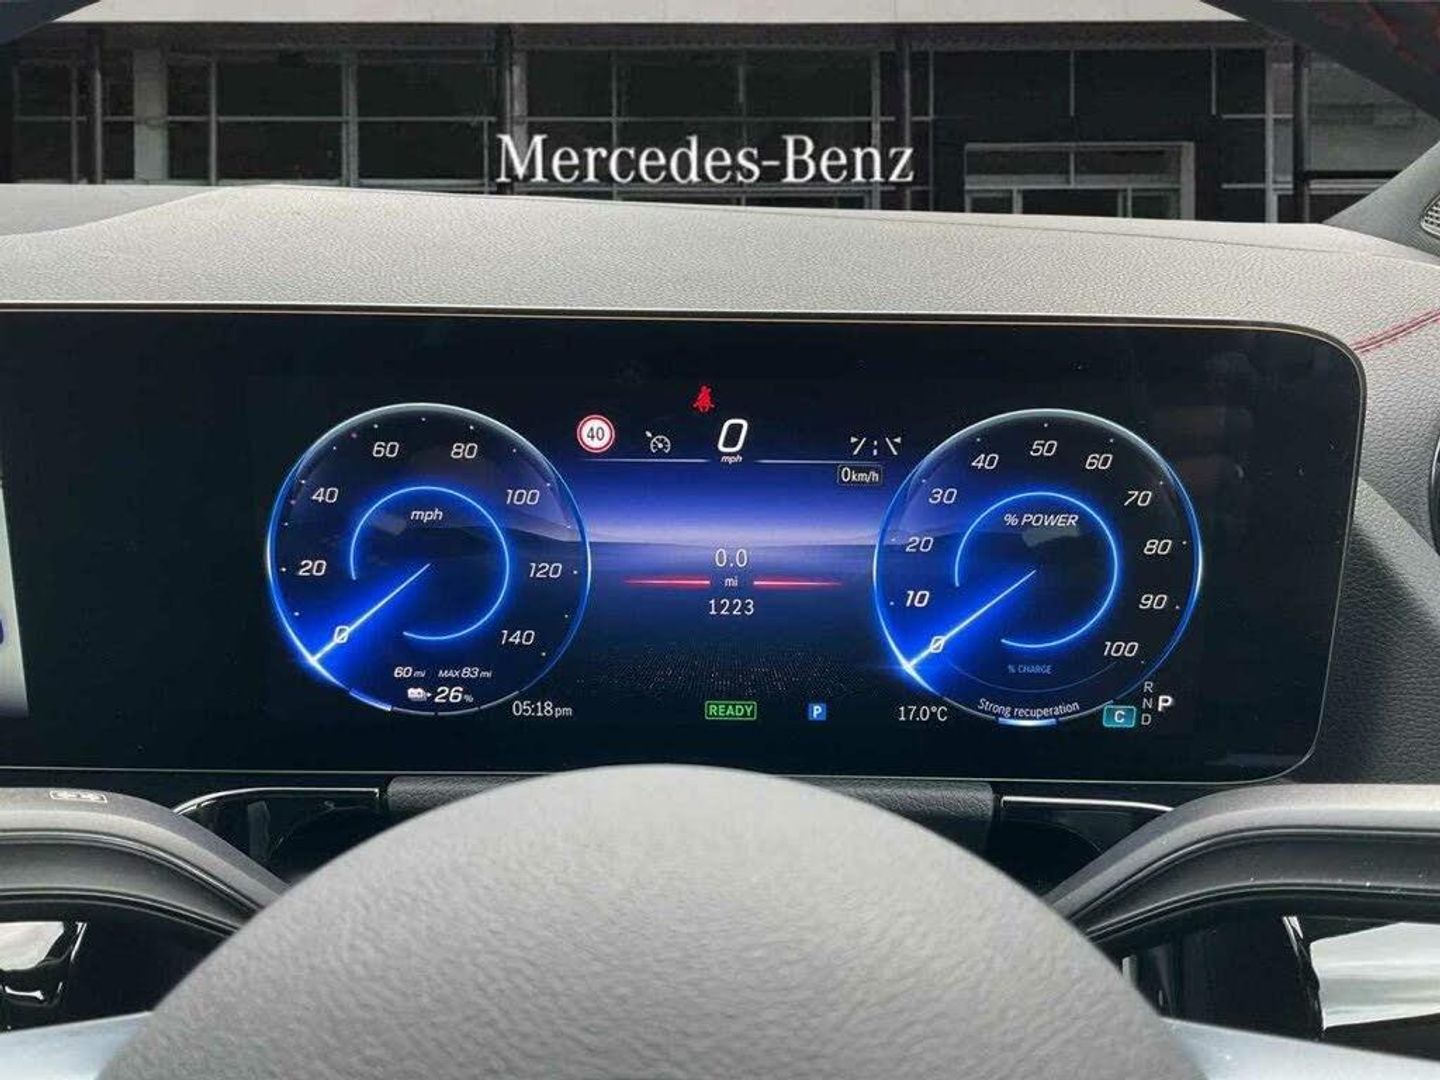 Mercedes-Benz
40
0
mph
0km/h
0
20
40
60
80
100
120
140
mph
60 mi MAX 83 mi
26%
05:18pm
0.0
mi
1223
READY
P
17.0°C
0
10
20
30
40
50
60
70
80
90
100
% POWER
% CHARGE
Strong recuperation
C
R
N
D
P